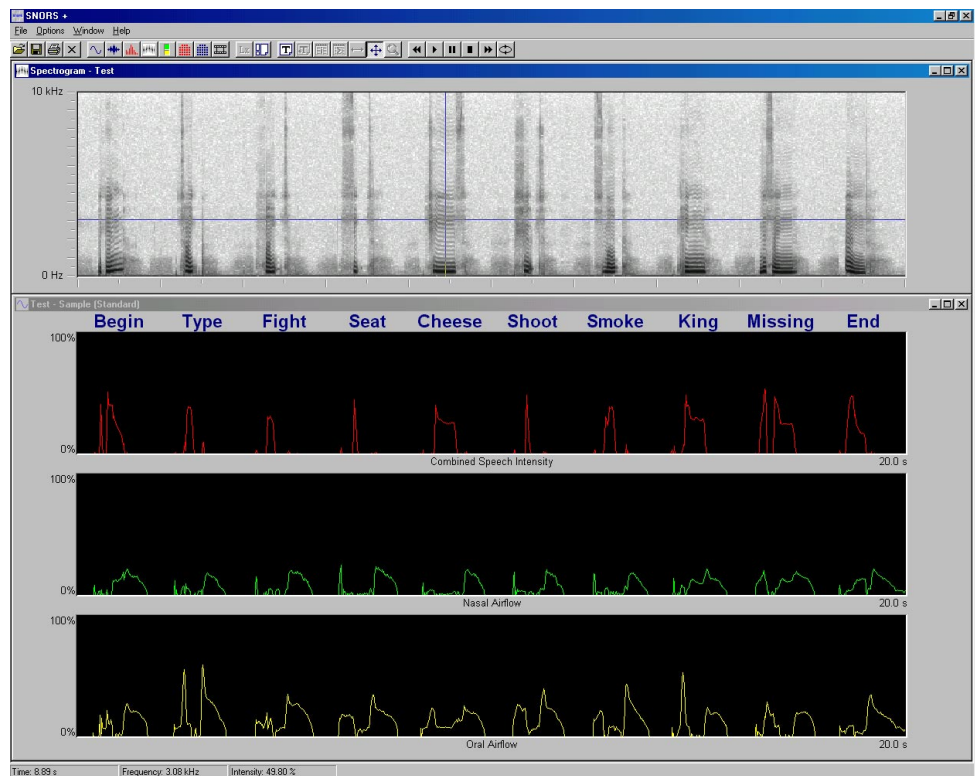 SNORS +
File Options Window Help
Spectrogram - Test
10 kHz
0 Hz
Test - Sample (Standard)
Begin Type Fight Seat Cheese Shoot Smoke King Missing End
100%
0%
Combined Speech Intensity 20.0 s
100%
0%
Nasal Airflow 20.0 s
100%
0%
Oral Airflow 20.0 s
Time: 8.89 s Frequency: 3.08 kHz Intensity: 49.80 %